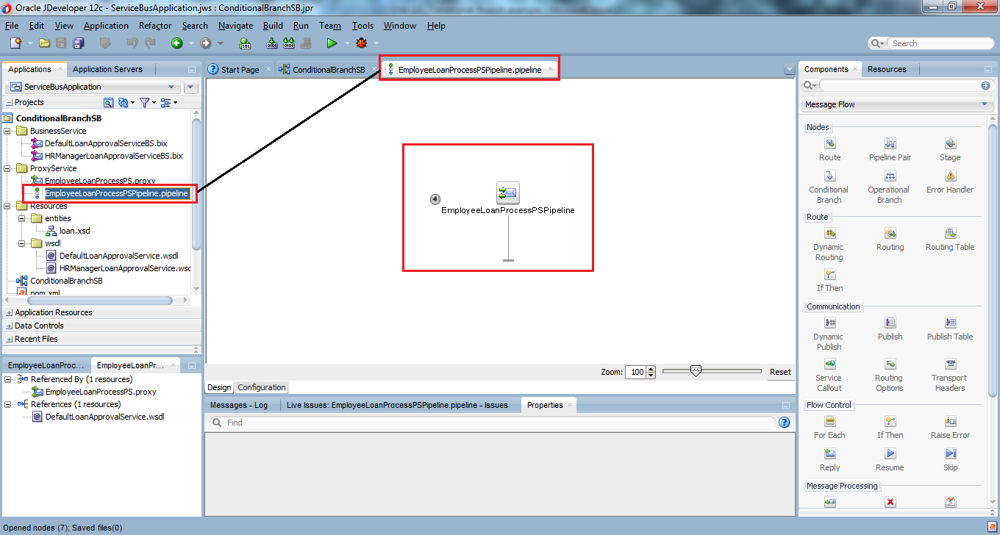 Oracle JDeveloper 12c - ServiceBusApplication.jws : ConditionalBranchSB.jpr
File Edit View Application Refactor Search Navigate Build Run Team Tools Window Help
Search
Applications Application Servers
ServiceBusApplication
Projects
ConditionalBranchSB
BusinessService
DefaultLoanApprovalServiceBS.bix
HRManagerLoanApprovalServiceBS.bix
ProxyService
EmployeeLoanProcessPS.proxy
EmployeeLoanProcessPSPipeline.pipeline
Resources
entities
loan.xsd
wsdl
DefaultLoanApprovalService.wsdl
HRManagerLoanApprovalService.wsd
ConditionalBranchSB
pom.xml
Application Resources
Data Controls
Recent Files
EmployeeLoanProc... EmployeeLoanPr...
Referenced By (1 resources)
EmployeeLoanProcessPS.proxy
References (1 resources)
DefaultLoanApprovalService.wsdl
Start Page ConditionalBranchSB EmployeeLoanProcessPSPipeline.pipeline
EmployeeLoanProcessPSPipeline
Zoom: 100 Reset
Design Configuration
Messages - Log Live Issues: EmployeeLoanProcessPSPipeline.pipeline - Issues Properties
Find
Components Resources
Message Flow
Nodes
Route Pipeline Pair Stage
Conditional Branch Operational Branch Error Handler
Route
Dynamic Routing Routing Routing Table
If Then
Communication
Dynamic Publish Publish Publish Table
Service Callout Routing Options Transport Headers
Flow Control
For Each If Then Raise Error
Reply Resume Skip
Message Processing
Opened nodes (7); Saved files(0)